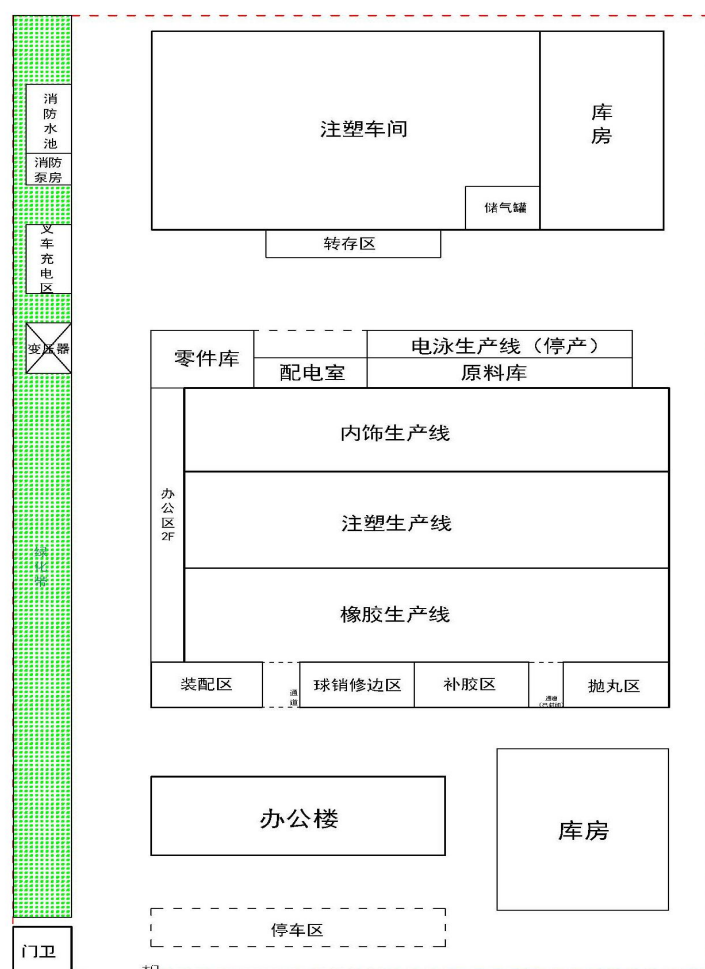 消防水池
注塑车间
库房
消防
泵房
储气罐
叉车充电区
转存区
变压器
零件库
电泳生产线（停产）
配电室
原料库
内饰生产线
办公区
2F
注塑生产线
绿化带
橡胶生产线
装配区
通道
球销修边区
补胶区
抛丸区
办公楼
库房
停车区
门卫